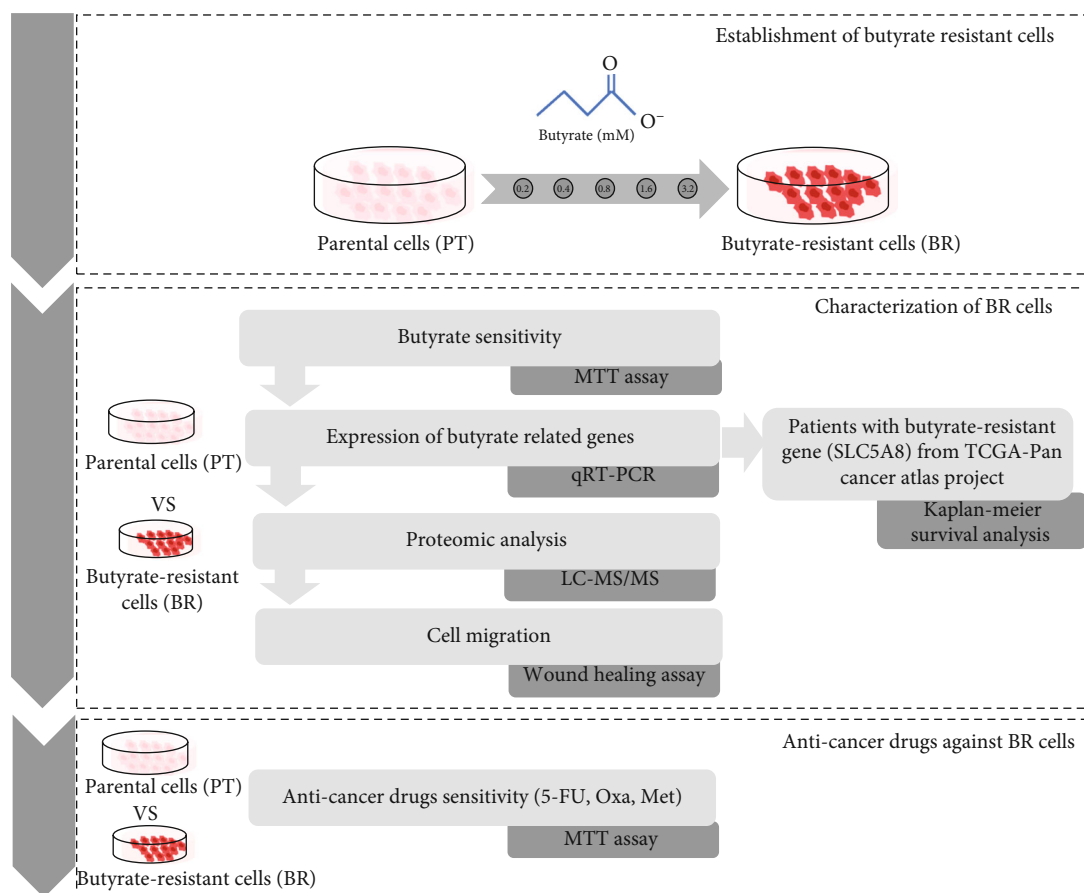 Establishment of butyrate resistant cells
O
O⁻
Butyrate (mM)
0.2 0.4 0.8 1.6 3.2
Parental cells (PT)
Butyrate-resistant cells (BR)
Characterization of BR cells
Butyrate sensitivity
MTT assay
Parental cells (PT)
VS
Butyrate-resistant
cells (BR)
Expression of butyrate related genes
qRT-PCR
Patients with butyrate-resistant
gene (SLC5A8) from TCGA-Pan
cancer atlas project
Kaplan-meier
survival analysis
Proteomic analysis
LC-MS/MS
Cell migration
Wound healing assay
Anti-cancer drugs against BR cells
Parental cells (PT)
VS
Butyrate-resistant cells (BR)
Anti-cancer drugs sensitivity (5-FU, Oxa, Met)
MTT assay